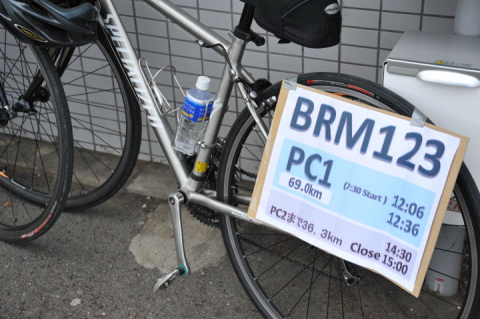 SPECIALIZED
BRM123
PC1
69.0km
(7:30 Start)
12:06
12:36
PC2まで36.3km
Close
14:30
15:00